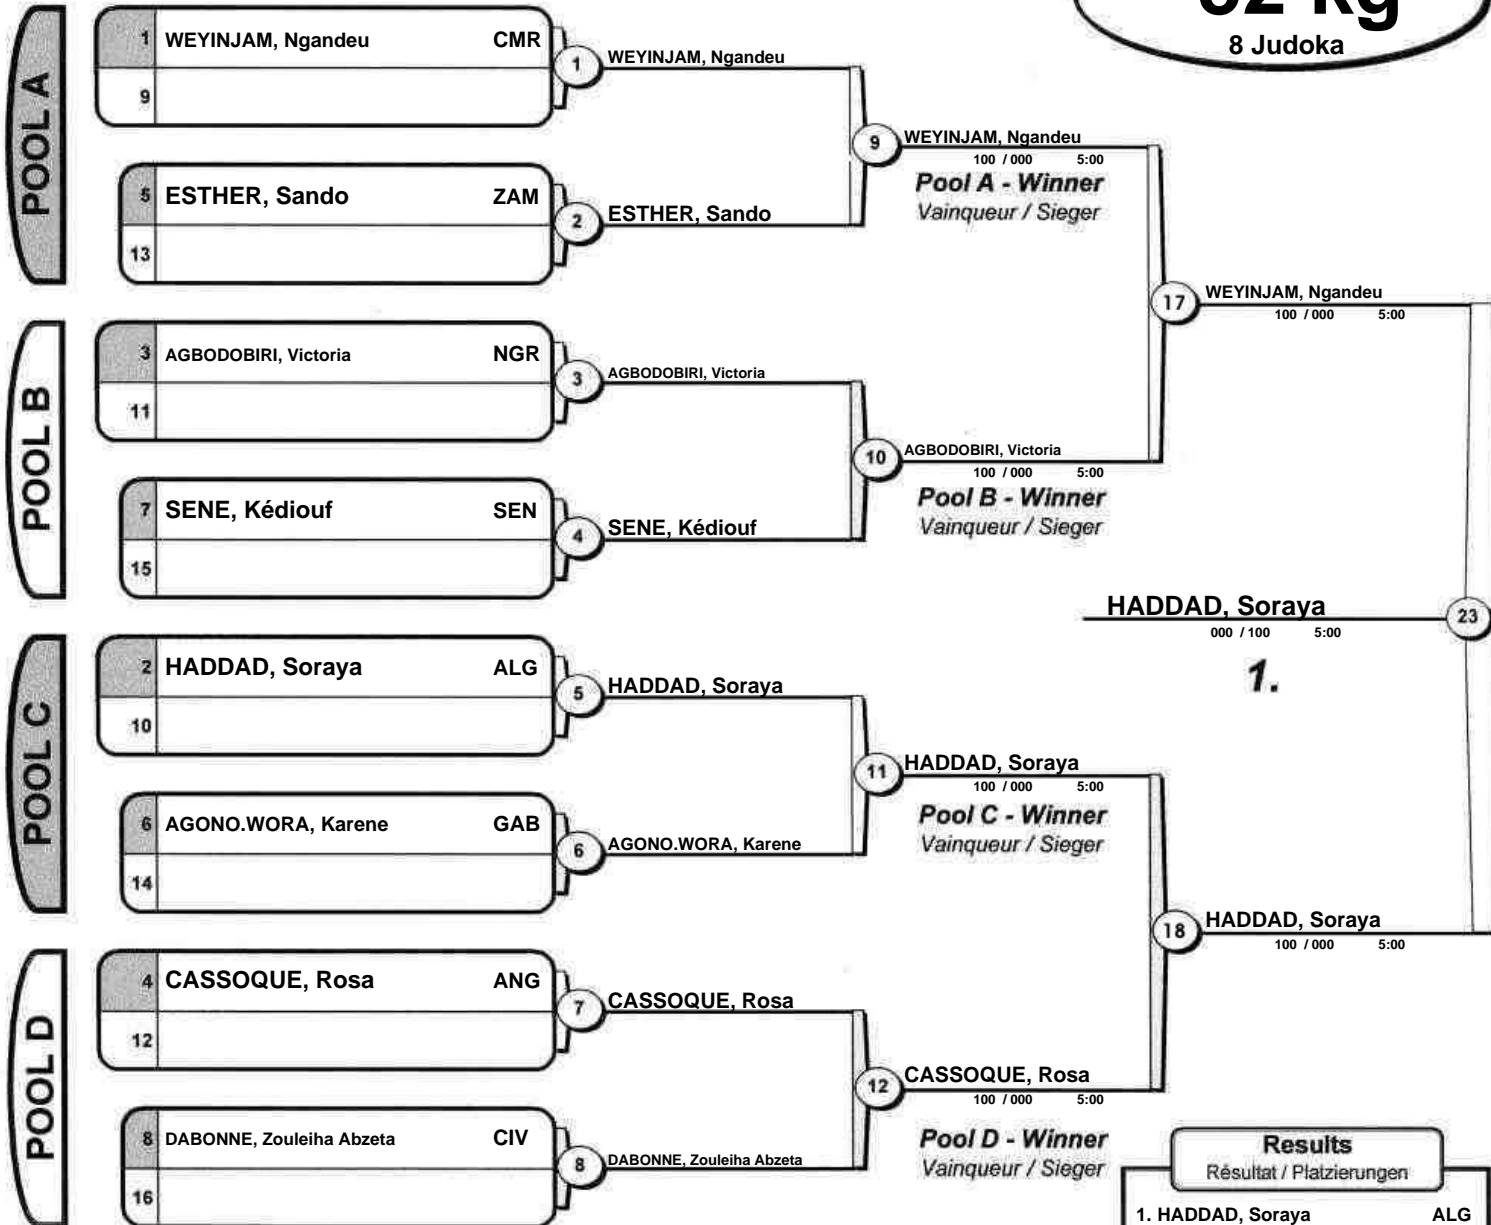 8 Judoka
POOL A
1 WEYINJAM, Ngandeu CMR
9
5 ESTHER, Sando ZAM
13
1 WEYINJAM, Ngandeu
2 ESTHER, Sando
9 WEYINJAM, Ngandeu
100 / 000 5:00
Pool A - Winner
Vainqueur / Sieger
POOL B
3 AGBODOBIRI, Victoria NGR
11
7 SENE, Kédiouf SEN
15
3 AGBODOBIRI, Victoria
4 SENE, Kédiouf
10 AGBODOBIRI, Victoria
100 / 000 5:00
Pool B - Winner
Vainqueur / Sieger
17 WEYINJAM, Ngandeu
100 / 000 5:00
HADDAD, Soraya 23
000 / 100 5:00
1.
POOL C
2 HADDAD, Soraya ALG
10
6 AGONO.WORA, Karene GAB
14
5 HADDAD, Soraya
6 AGONO.WORA, Karene
11 HADDAD, Soraya
100 / 000 5:00
Pool C - Winner
Vainqueur / Sieger
18 HADDAD, Soraya
100 / 000 5:00
POOL D
4 CASSOQUE, Rosa ANG
12
8 DABONNE, Zouleiha Abzeta CIV
16
7 CASSOQUE, Rosa
8 DABONNE, Zouleiha Abzeta
12 CASSOQUE, Rosa
100 / 000 5:00
Pool D - Winner
Vainqueur / Sieger
Results
Résultat / Platzierungen
1. HADDAD, Soraya ALG